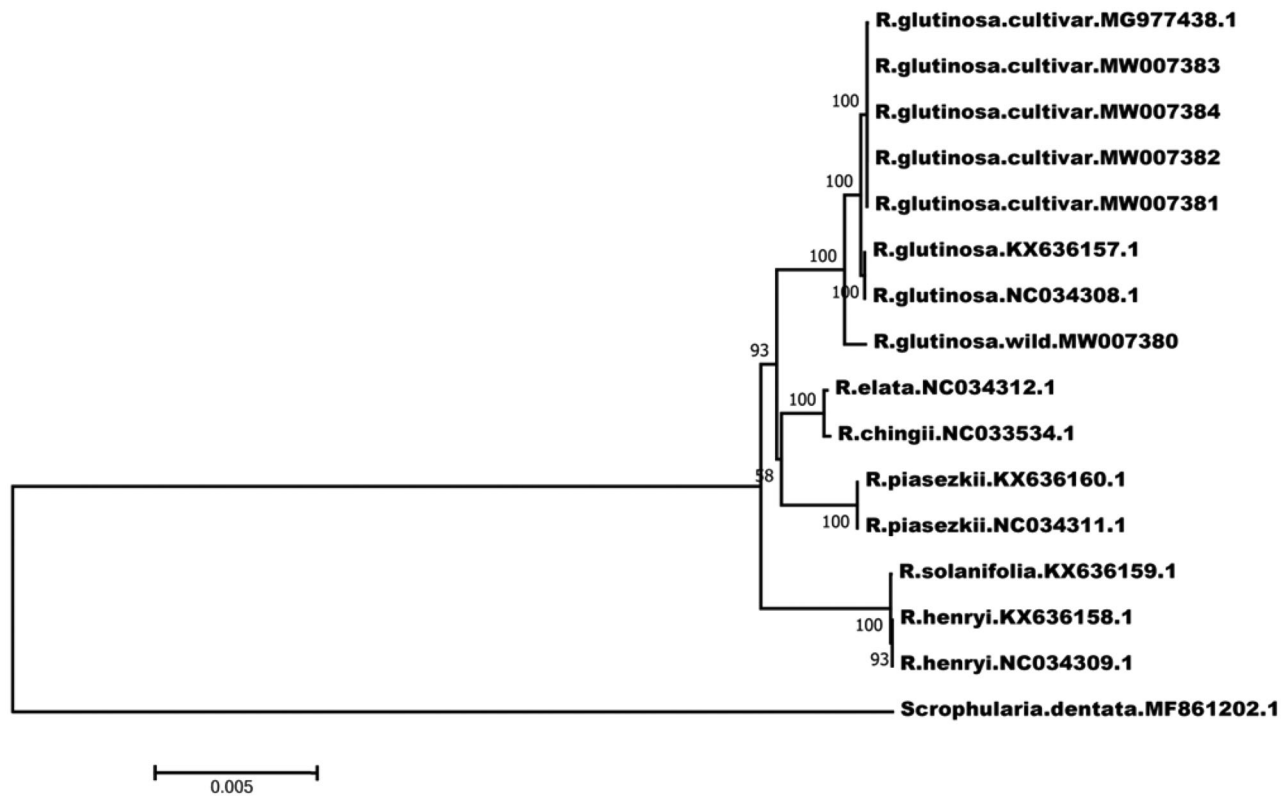 R.glutinosa.cultivar.MG977438.1
R.glutinosa.cultivar.MW007383
100
R.glutinosa.cultivar.MW007384
R.glutinosa.cultivar.MW007382
100
R.glutinosa.cultivar.MW007381
R.glutinosa.KX636157.1
100
R.glutinosa.NC034308.1
100
R.glutinosa.wild.MW007380
93
R.elata.NC034312.1
100
R.chingii.NC033534.1
58
R.piasezkii.KX636160.1
100
R.piasezkii.NC034311.1
R.solanifolia.KX636159.1
R.henryi.KX636158.1
100
93
R.henryi.NC034309.1
Scrophularia.dentata.MF861202.1
0.005